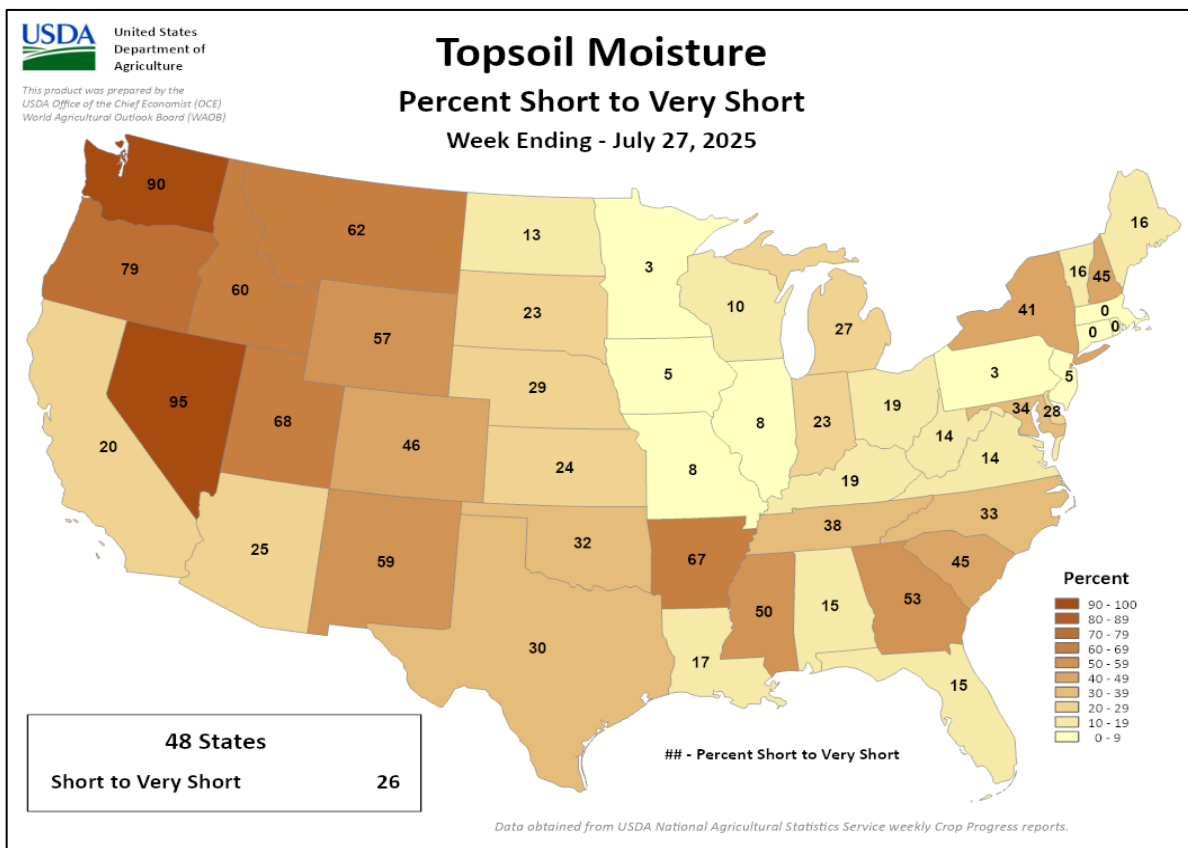 USDA
United States
Department of
Agriculture
This product was prepared by the
USDA Office of the Chief Economist (OCE)
World Agricultural Outlook Board (WAOB)
Topsoil Moisture
Percent Short to Very Short
Week Ending - July 27, 2025
90
62
13
3
16
79
60
16
45
41
23
10
0
57
27
0
0
29
5
3
5
95
19
34
28
68
46
20
8
23
14
24
8
14
19
33
38
25
59
32
67
45
50
15
53
30
17
15
Percent
90 - 100
80 - 89
70 - 79
60 - 69
50 - 59
40 - 49
30 - 39
20 - 29
10 - 19
0 - 9
48 States
Short to Very Short 26
## - Percent Short to Very Short
Data obtained from USDA National Agricultural Statistics Service weekly Crop Progress reports.